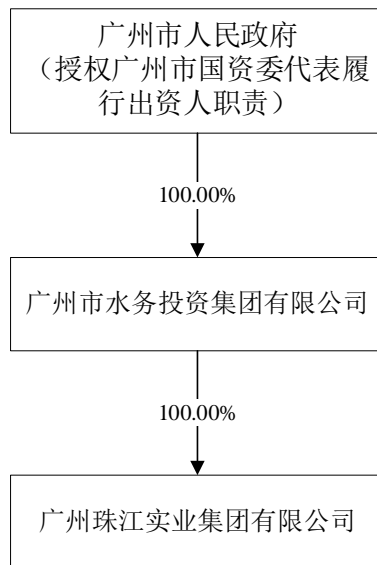 广州市人民政府
（授权广州市国资委代表履
行出资人职责）
100.00%
广州市水务投资集团有限公司
100.00%
广州珠江实业集团有限公司